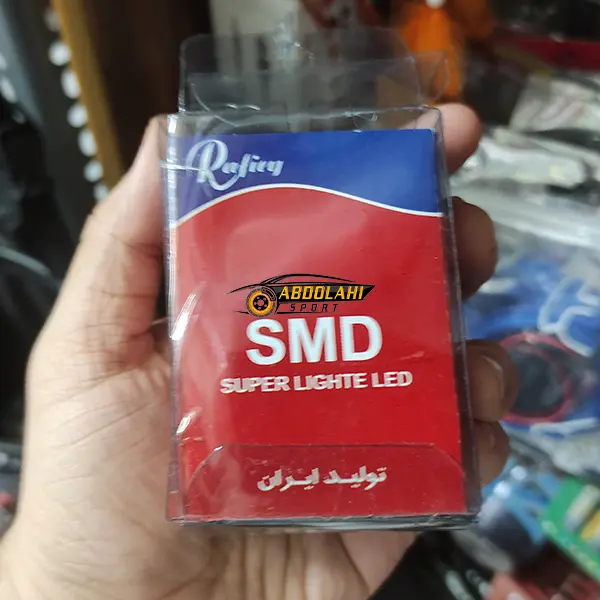 Rafiey
ABDOLAHI
SPORT
SMD
SUPER LIGHTE LED
تولید ایران